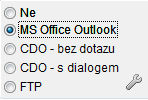 Ne
MS Office Outlook
CDO - bez dotazu
CDO - s dialogem
FTP